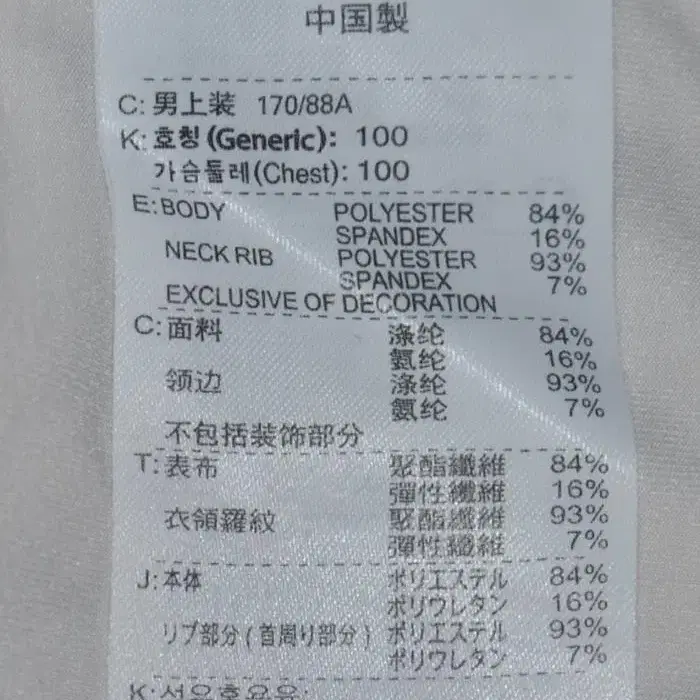 中国製
C: 男上装 170/88A
K: 호칭 (Generic): 100
가슴둘레(Chest): 100
E: BODY POLYESTER 84%
SPANDEX 16%
NECK RIB POLYESTER 93%
SPANDEX 7%
EXCLUSIVE OF DECORATION
C: 面料 涤纶 84%
氨纶 16%
领边 涤纶 93%
氨纶 7%
不包括装饰部分
T: 表布 聚酯纖維 84%
彈性纖維 16%
衣領羅紋 聚酯纖維 93%
彈性纖維 7%
J: 本体 ポリエステル 84%
ポリウレタン 16%
リブ部分 (首周り部分) ポリエステル 93%
ポリウレタン 7%
K: